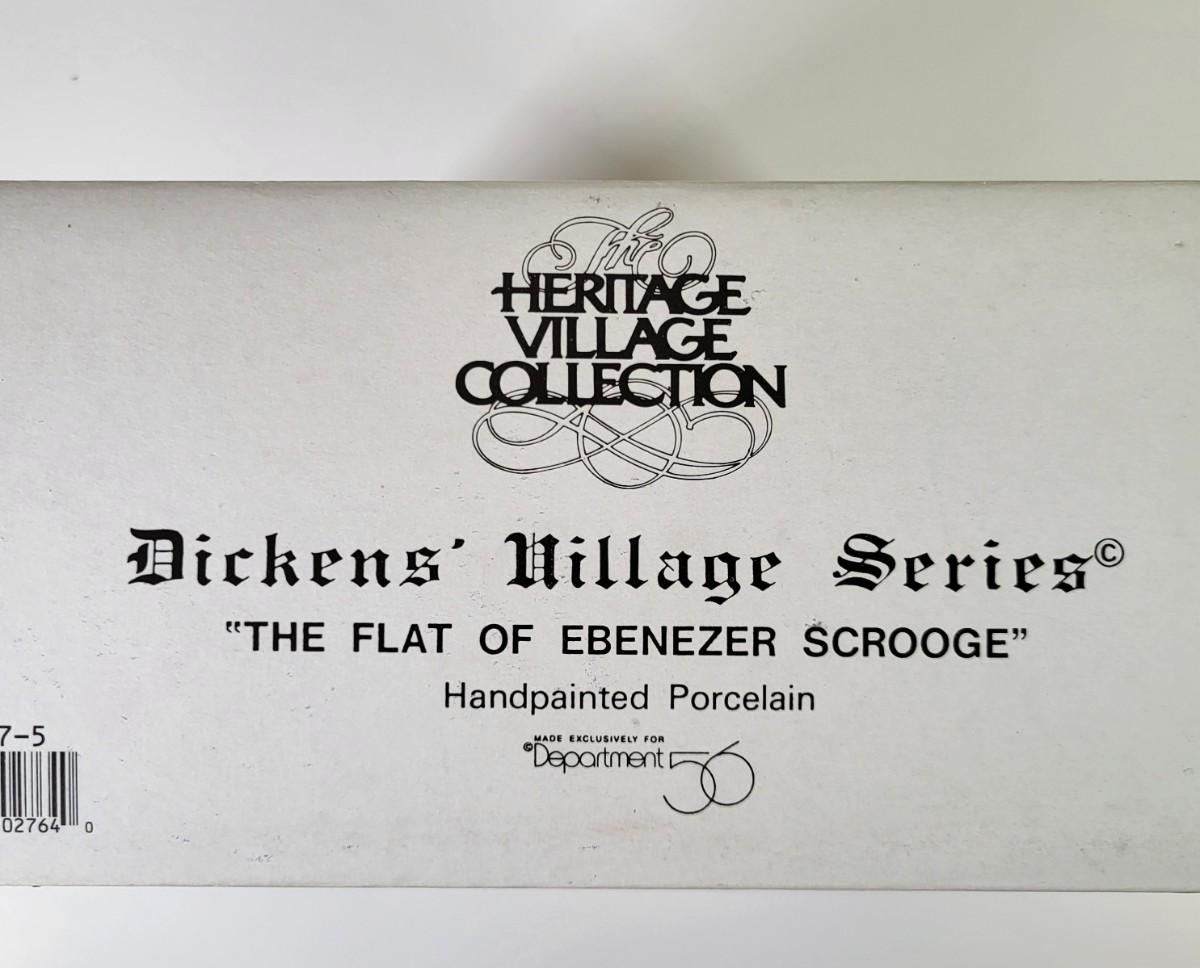 The
HERITAGE
VILLAGE
COLLECTION
Dickens' Village Series©
"THE FLAT OF EBENEZER SCROOGE"
Handpainted Porcelain
MADE EXCLUSIVELY FOR
©Department 56
7-5
02764 0